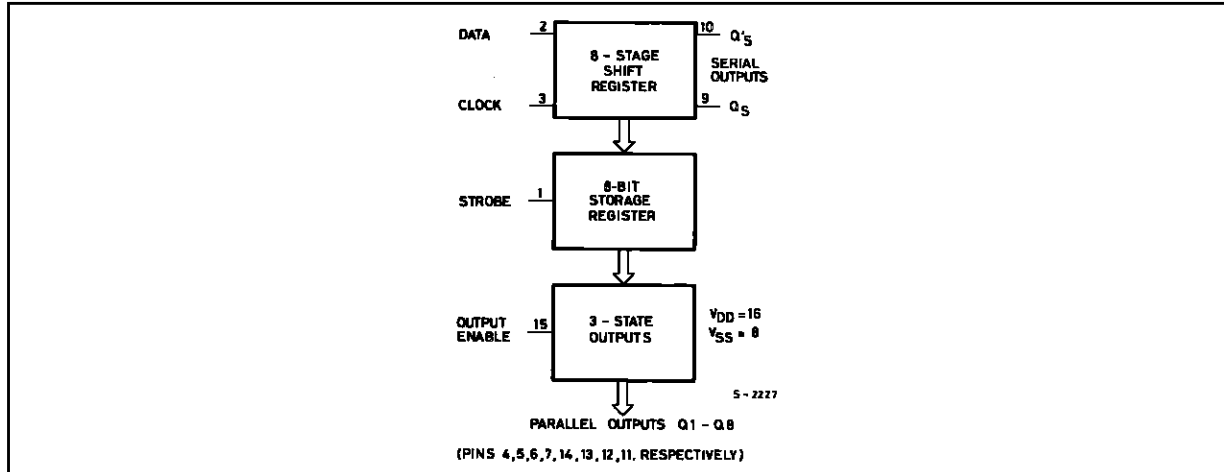 DATA 2
8 - STAGE
SHIFT
REGISTER
10 Q'S
SERIAL
OUTPUTS
CLOCK 3
9 QS
STROBE 1
8-BIT
STORAGE
REGISTER
OUTPUT
ENABLE 15
3 - STATE
OUTPUTS
VDD = 16
VSS = 8
S-2227
PARALLEL OUTPUTS Q1 - Q8
(PINS 4,5,6,7,14,13,12,11, RESPECTIVELY)